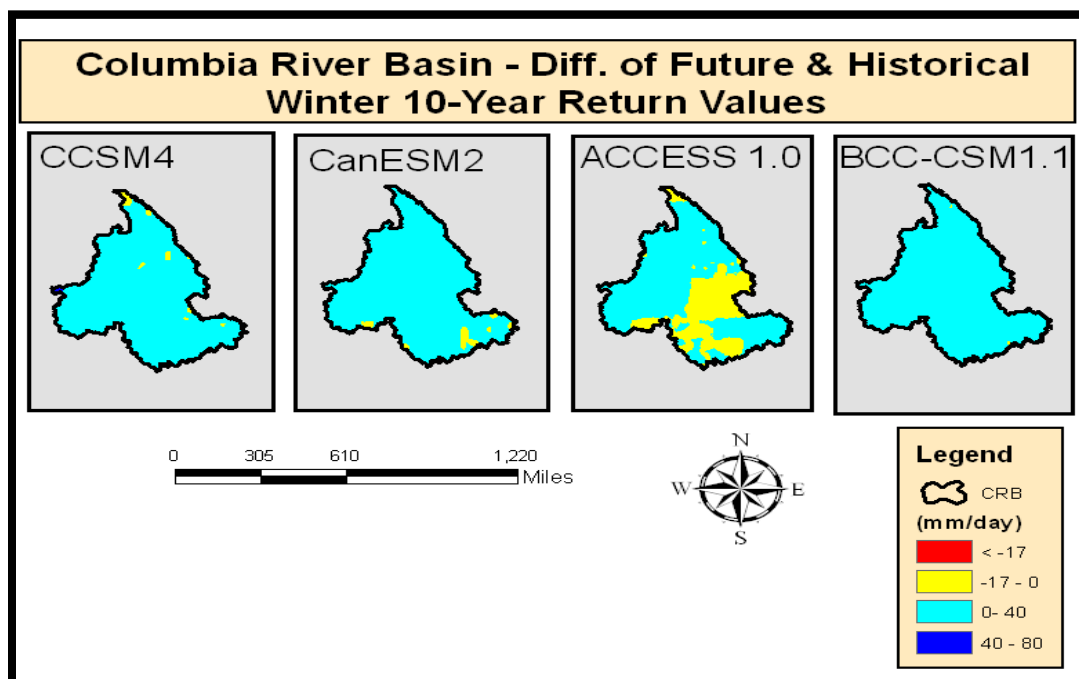 Columbia River Basin - Diff. of Future & Historical
Winter 10-Year Return Values
CCSM4
CanESM2
ACCESS 1.0
BCC-CSM1.1
0 305 610 1,220
Miles
N
W E
S
Legend
CRB
(mm/day)
< -17
-17 - 0
0- 40
40 - 80